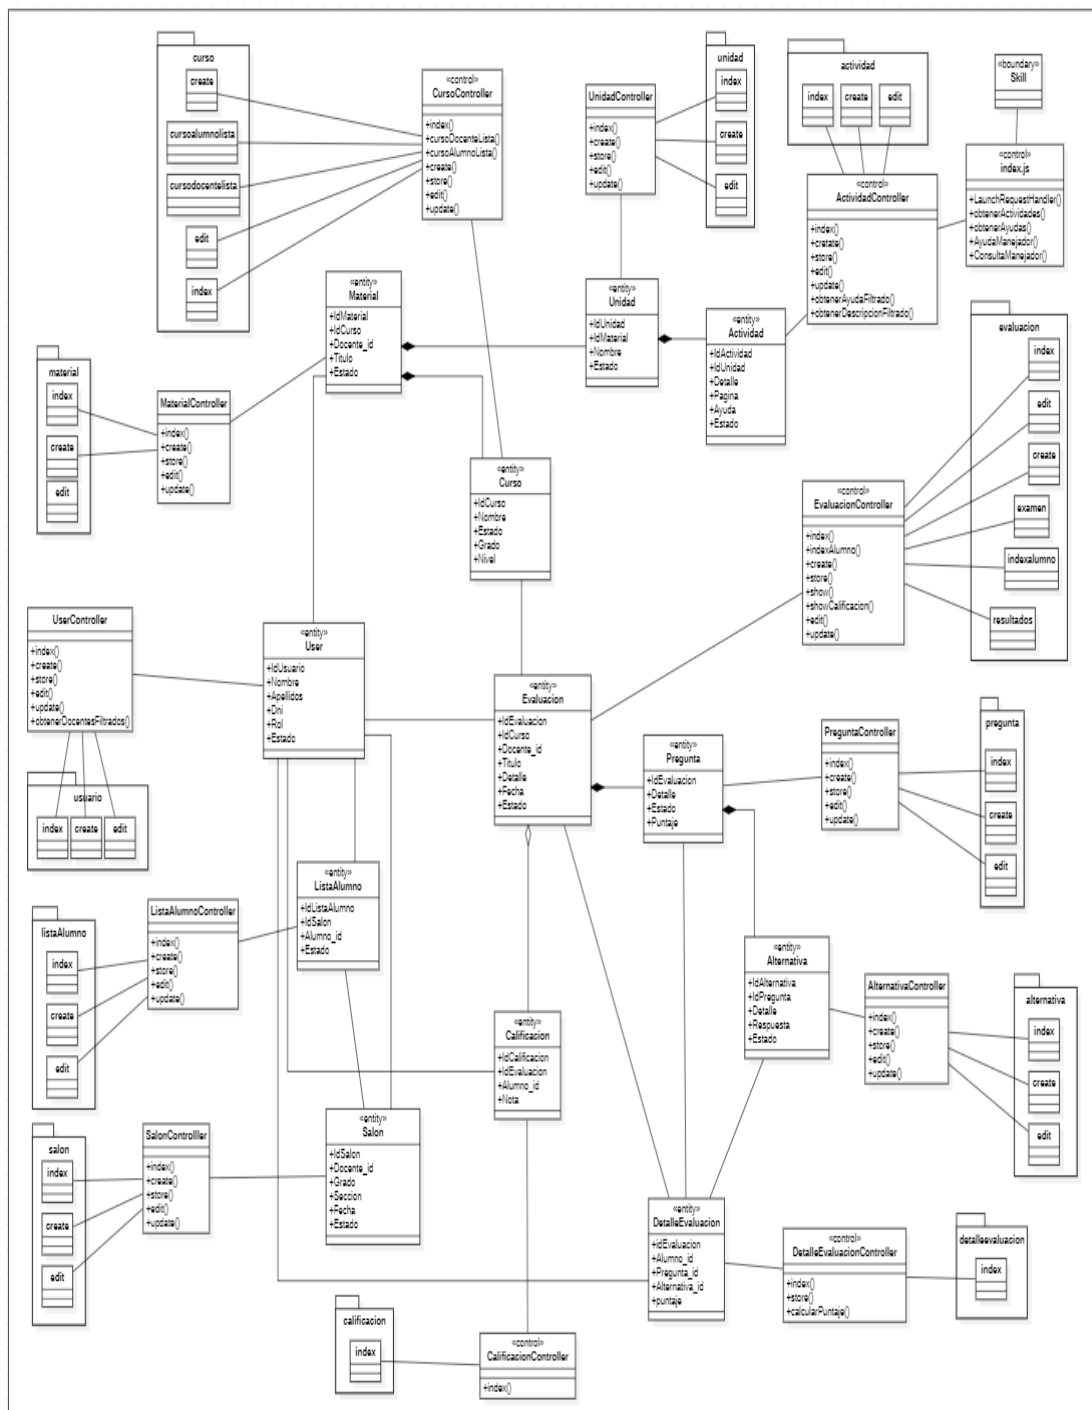 curso
create
cursoalumnolista
cursodocentelista
edit
index
«control»
CursoController
+index()
+cursoDocenteLista()
+cursoAlumnoLista()
+create()
+store()
+edit()
+update()
UnidadController
+index()
+create()
+store()
+edit()
+update()
unidad
index
create
edit
actividad
index
create
edit
«boundary»
Skill
«control»
index.js
+LaunchRequestHandler()
+obtenerActividades()
+obtenerAyudas()
+AyudaManejador()
+ConsultaManejador()
«control»
ActividadController
+index()
+cretate()
+store()
+edit()
+update()
+obtenerAyudaFiltrado()
+obtenerDescripcionFiltrado()
«entity»
Material
+IdMaterial
+IdCurso
+Docente_id
+Titulo
+Estado
«entity»
Unidad
+IdUnidad
+IdMaterial
+Nombre
+Estado
«entity»
Actividad
+IdActividad
+IdUnidad
+Detalle
+Pagina
+Ayuda
+Estado
evaluacion
index
edit
create
examen
indexalumno
resultados
material
index
create
edit
MaterialController
+index()
+create()
+store()
+edit()
+update()
«entity»
Curso
+IdCurso
+Nombre
+Estado
+Grado
+Nivel
«control»
EvaluacionController
+index()
+indexAlumno()
+create()
+store()
+show()
+showCalificacion()
+edit()
+update()
UserController
+index()
+create()
+store()
+edit()
+update()
+obtenerDocentesFiltrados()
«entity»
User
+IdUsuario
+Nombre
+Apellidos
+Dni
+Rol
+Estado
«entity»
Evaluacion
+IdEvaluacion
+IdCurso
+Docente_id
+Titulo
+Detalle
+Fecha
+Estado
«entity»
Pregunta
+IdEvaluacion
+Detalle
+Estado
+Puntaje
PreguntaController
+index()
+create()
+store()
+edit()
+update()
pregunta
index
create
edit
usuario
index
create
edit
«entity»
ListaAlumno
+IdListaAlumno
+IdSalon
+Alumno_id
+Estado
ListaAlumnoController
+index()
+create()
+store()
+edit()
+update()
listaAlumno
index
create
edit
«entity»
Alternativa
+IdAlternativa
+IdPregunta
+Detalle
+Respuesta
+Estado
AlternativaController
+index()
+create()
+store()
+edit()
+update()
alternativa
index
create
edit
«entity»
Calificacion
+IdCalificacion
+IdEvaluacion
+Alumno_id
+Nota
salon
index
create
edit
SalonControlller
+index()
+create()
+store()
+edit()
+update()
«entity»
Salon
+IdSalon
+Docente_id
+Grado
+Seccion
+Fecha
+Estado
«entity»
DetalleEvaluacion
+idEvaluacion
+Alumno_id
+Pregunta_id
+Alternativa_id
+puntaje
«control»
DetalleEvaluacionController
+index()
+store()
+calcularPuntaje()
detalleevaluacion
index
calificacion
index
«control»
CalificacionController
+index()